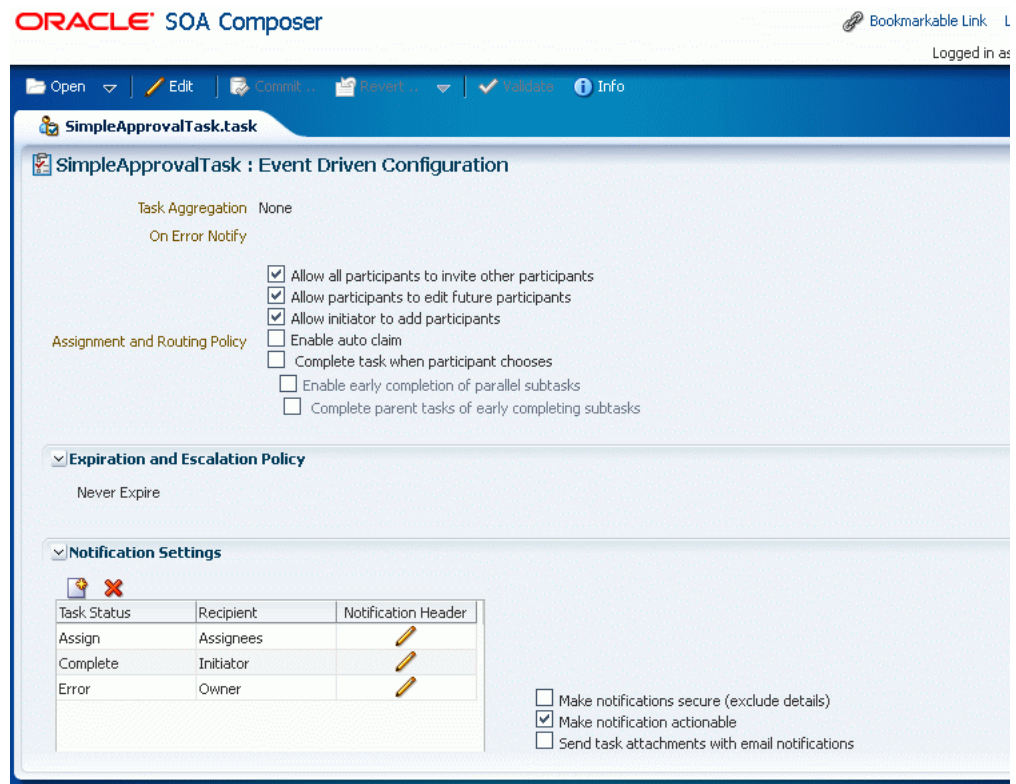 ORACLE SOA Composer
Bookmarkable Link L
Logged in as
Open Edit Commit .. Revert .. Validate Info
SimpleApprovalTask.task
SimpleApprovalTask : Event Driven Configuration
Task Aggregation None
On Error Notify
Allow all participants to invite other participants
Allow participants to edit future participants
Allow initiator to add participants
Assignment and Routing Policy Enable auto claim
Complete task when participant chooses
Enable early completion of parallel subtasks
Complete parent tasks of early completing subtasks
Expiration and Escalation Policy
Never Expire
Notification Settings
Task Status Recipient Notification Header
Assign Assignees
Complete Initiator
Error Owner
Make notifications secure (exclude details)
Make notification actionable
Send task attachments with email notifications